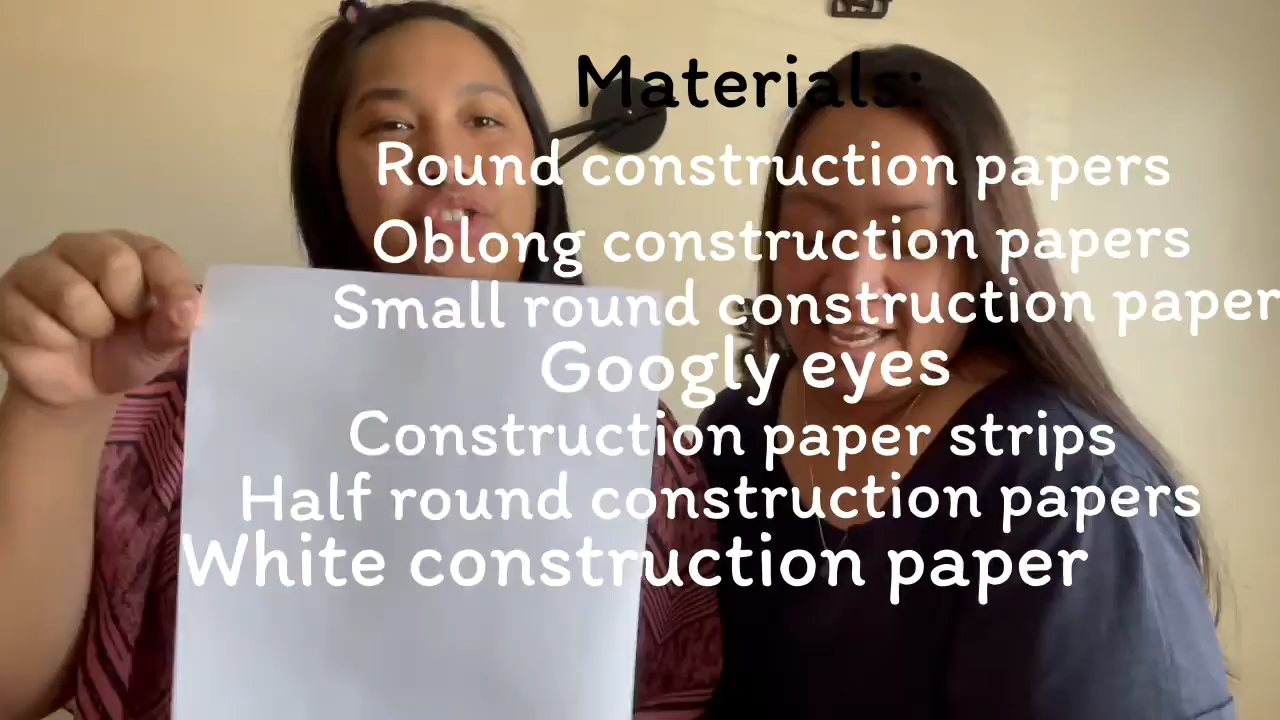 Materials:
Round construction papers
Oblong construction papers
Small round construction paper
Googly eyes
Construction paper strips
Half round construction papers
White construction paper